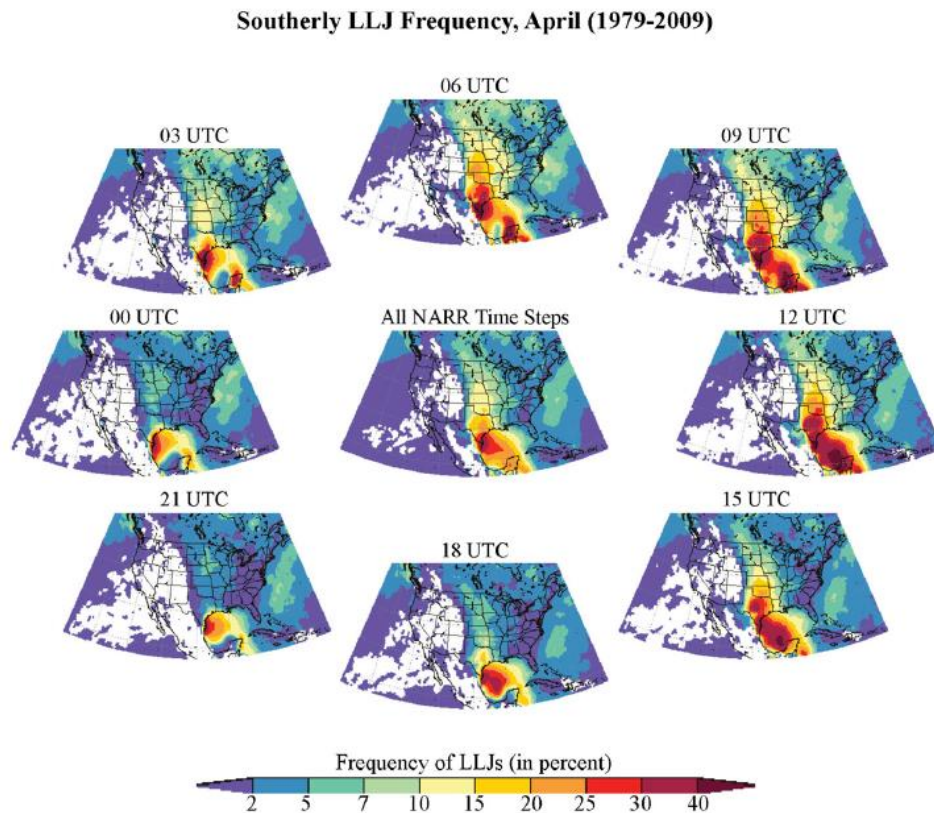 Southerly LLJ Frequency, April (1979-2009)
06 UTC
03 UTC
09 UTC
00 UTC
All NARR Time Steps
12 UTC
21 UTC
18 UTC
15 UTC
Frequency of LLJs (in percent)
2 5 7 10 15 20 25 30 40